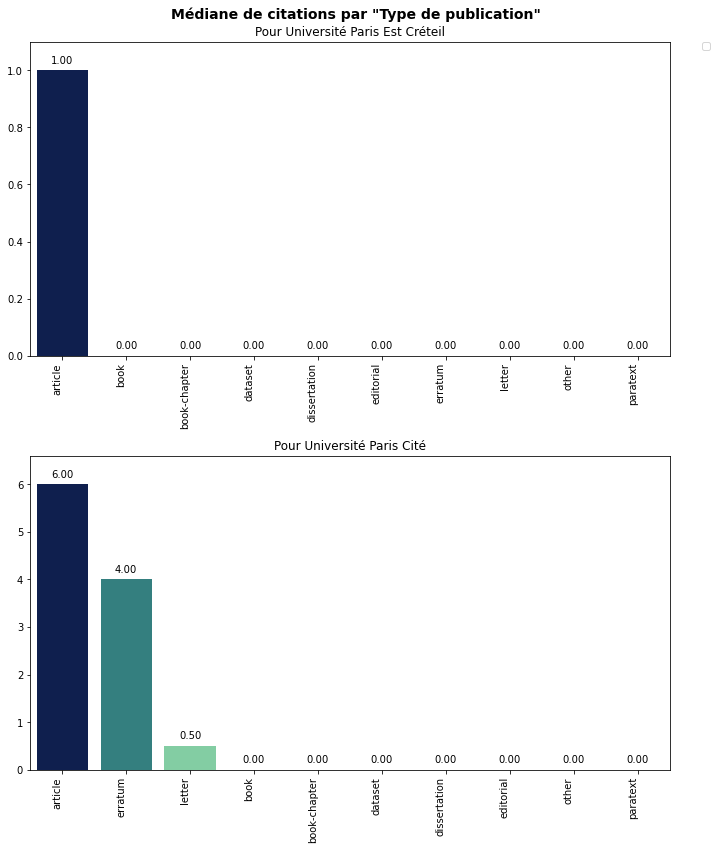 Médiane de citations par "Type de publication"
Pour Université Paris Est Créteil
1.0
0.8
0.6
0.4
0.2
0.0
1.00
0.00
0.00
0.00
0.00
0.00
0.00
0.00
0.00
0.00
article
book
book-chapter
dataset
dissertation
editorial
erratum
letter
other
paratext
Pour Université Paris Cité
6
5
4
3
2
1
0
6.00
4.00
0.50
0.00
0.00
0.00
0.00
0.00
0.00
0.00
article
erratum
letter
book
book-chapter
dataset
dissertation
editorial
other
paratext